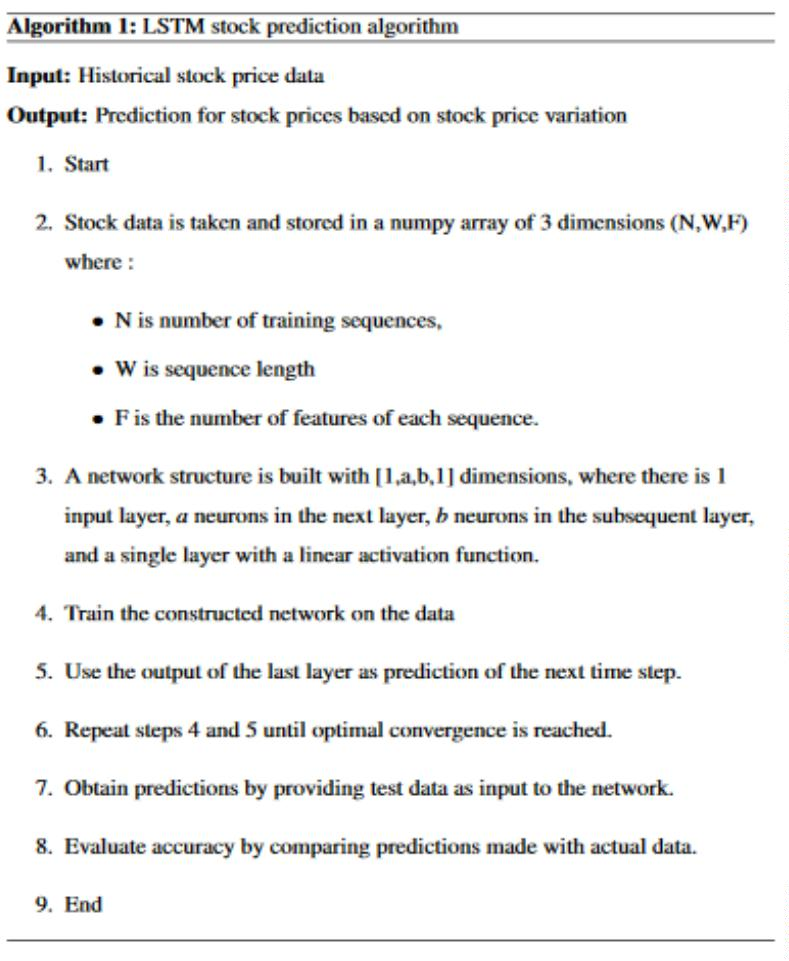 Algorithm 1: LSTM stock prediction algorithm
Input: Historical stock price data
Output: Prediction for stock prices based on stock price variation
1. Start
2. Stock data is taken and stored in a numpy array of 3 dimensions (N,W,F)
where :
• N is number of training sequences,
• W is sequence length
• F is the number of features of each sequence.
3. A network structure is built with [1,a,b,1] dimensions, where there is 1
input layer, a neurons in the next layer, b neurons in the subsequent layer,
and a single layer with a linear activation function.
4. Train the constructed network on the data
5. Use the output of the last layer as prediction of the next time step.
6. Repeat steps 4 and 5 until optimal convergence is reached.
7. Obtain predictions by providing test data as input to the network.
8. Evaluate accuracy by comparing predictions made with actual data.
9. End